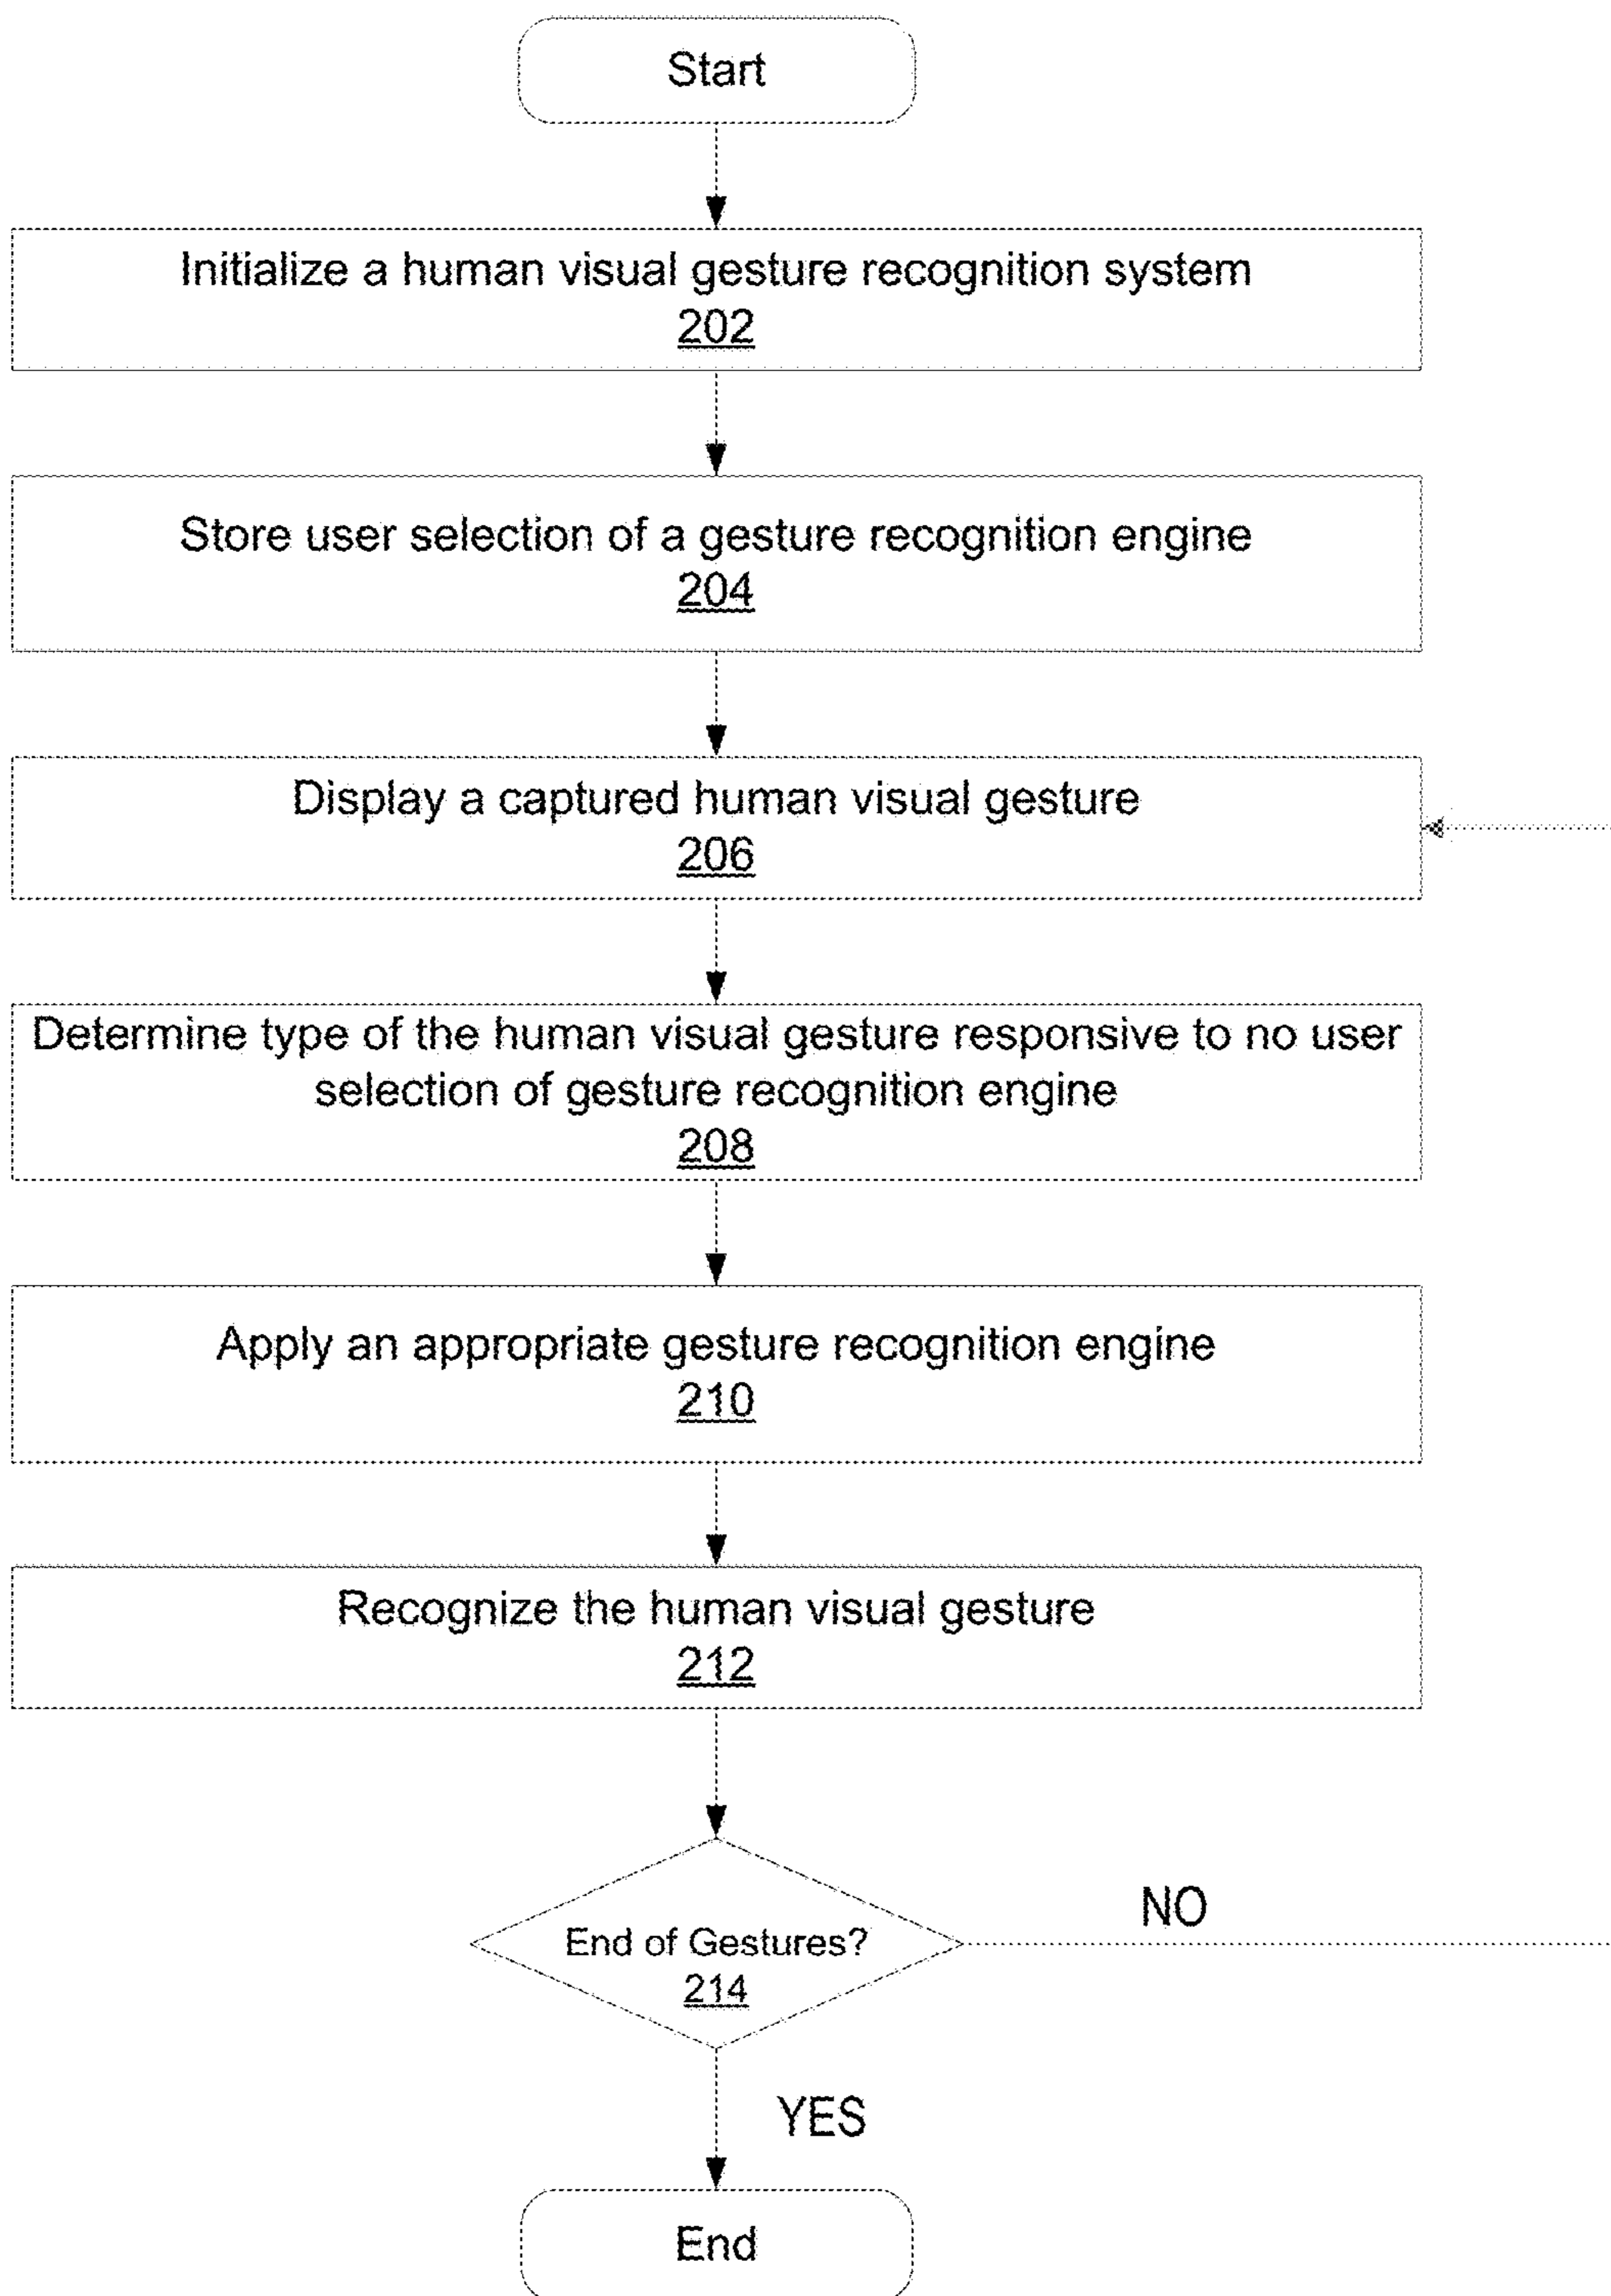 Start
Initialize a human visual gesture recognition system
202
Store user selection of a gesture recognition engine
204
Display a captured human visual gesture
206
Determine type of the human visual gesture responsive to no user
selection of gesture recognition engine
208
Apply an appropriate gesture recognition engine
210
Recognize the human visual gesture
212
End of Gestures?
214
NO
YES
End